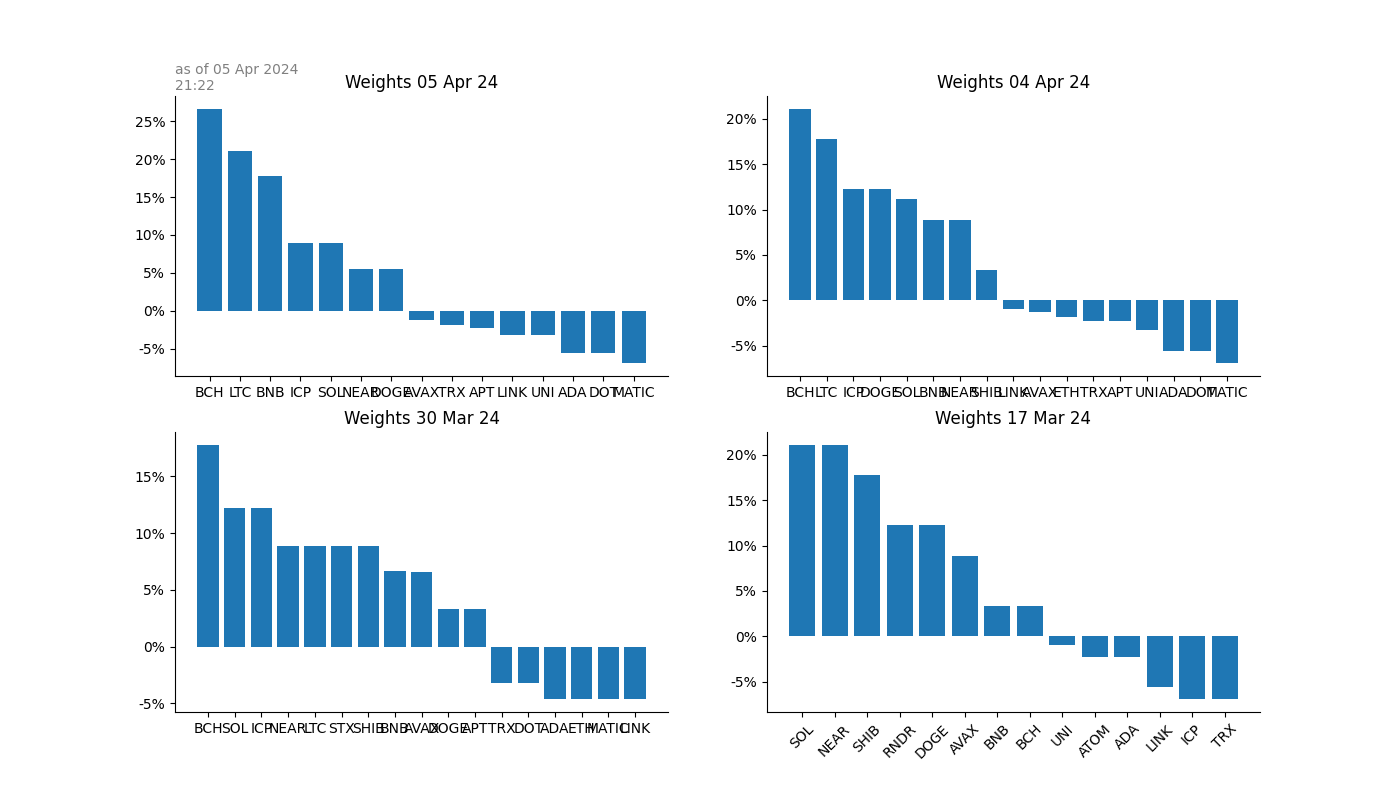 as of 05 Apr 2024
21:22
Weights 05 Apr 24
25%
20%
15%
10%
5%
0%
-5%
BCH LTC BNB ICP SOL NEAR DOGE AVAX TRX APT LINK UNI ADA DOT MATIC
Weights 04 Apr 24
20%
15%
10%
5%
0%
-5%
BCH LTC ICP DOGE SOL BNB NEAR SHIB LINK AVAX ETH TRX APT UNI ADA DOT MATIC
Weights 30 Mar 24
15%
10%
5%
0%
-5%
BCH SOL ICP NEAR LTC STX SHIB BNB AVAX DOGE APT TRX DOT ADA ETH MATIC LINK
Weights 17 Mar 24
20%
15%
10%
5%
0%
-5%
SOL NEAR SHIB RNDR DOGE AVAX BNB BCH UNI ATOM ADA LINK ICP TRX